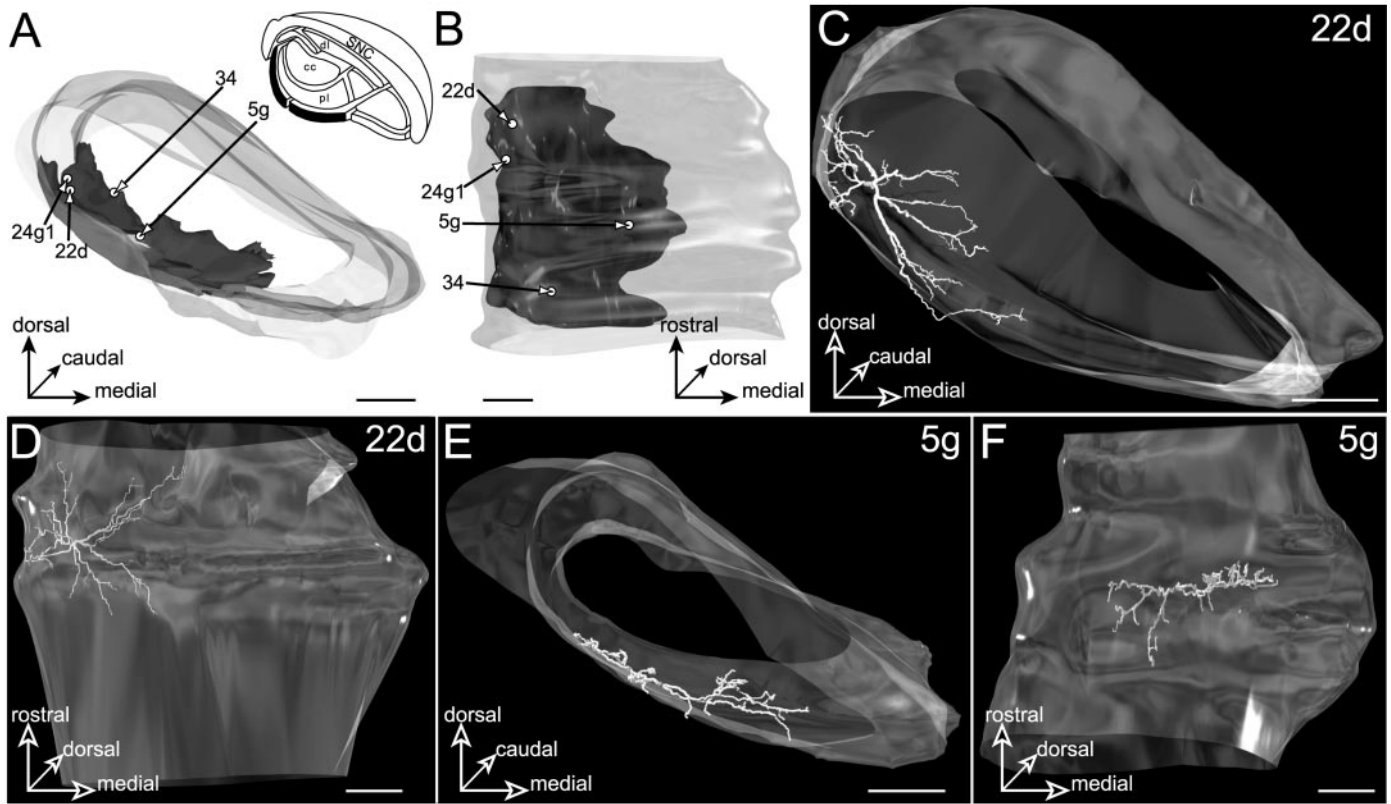 A
SNC
dl
cc
pl
34
5g
24g1
22d
dorsal
caudal
medial
B
22d
24g1
5g
34
rostral
dorsal
medial
C
22d
dorsal
caudal
medial
D
22d
rostral
dorsal
medial
E
5g
dorsal
caudal
medial
F
5g
rostral
dorsal
medial